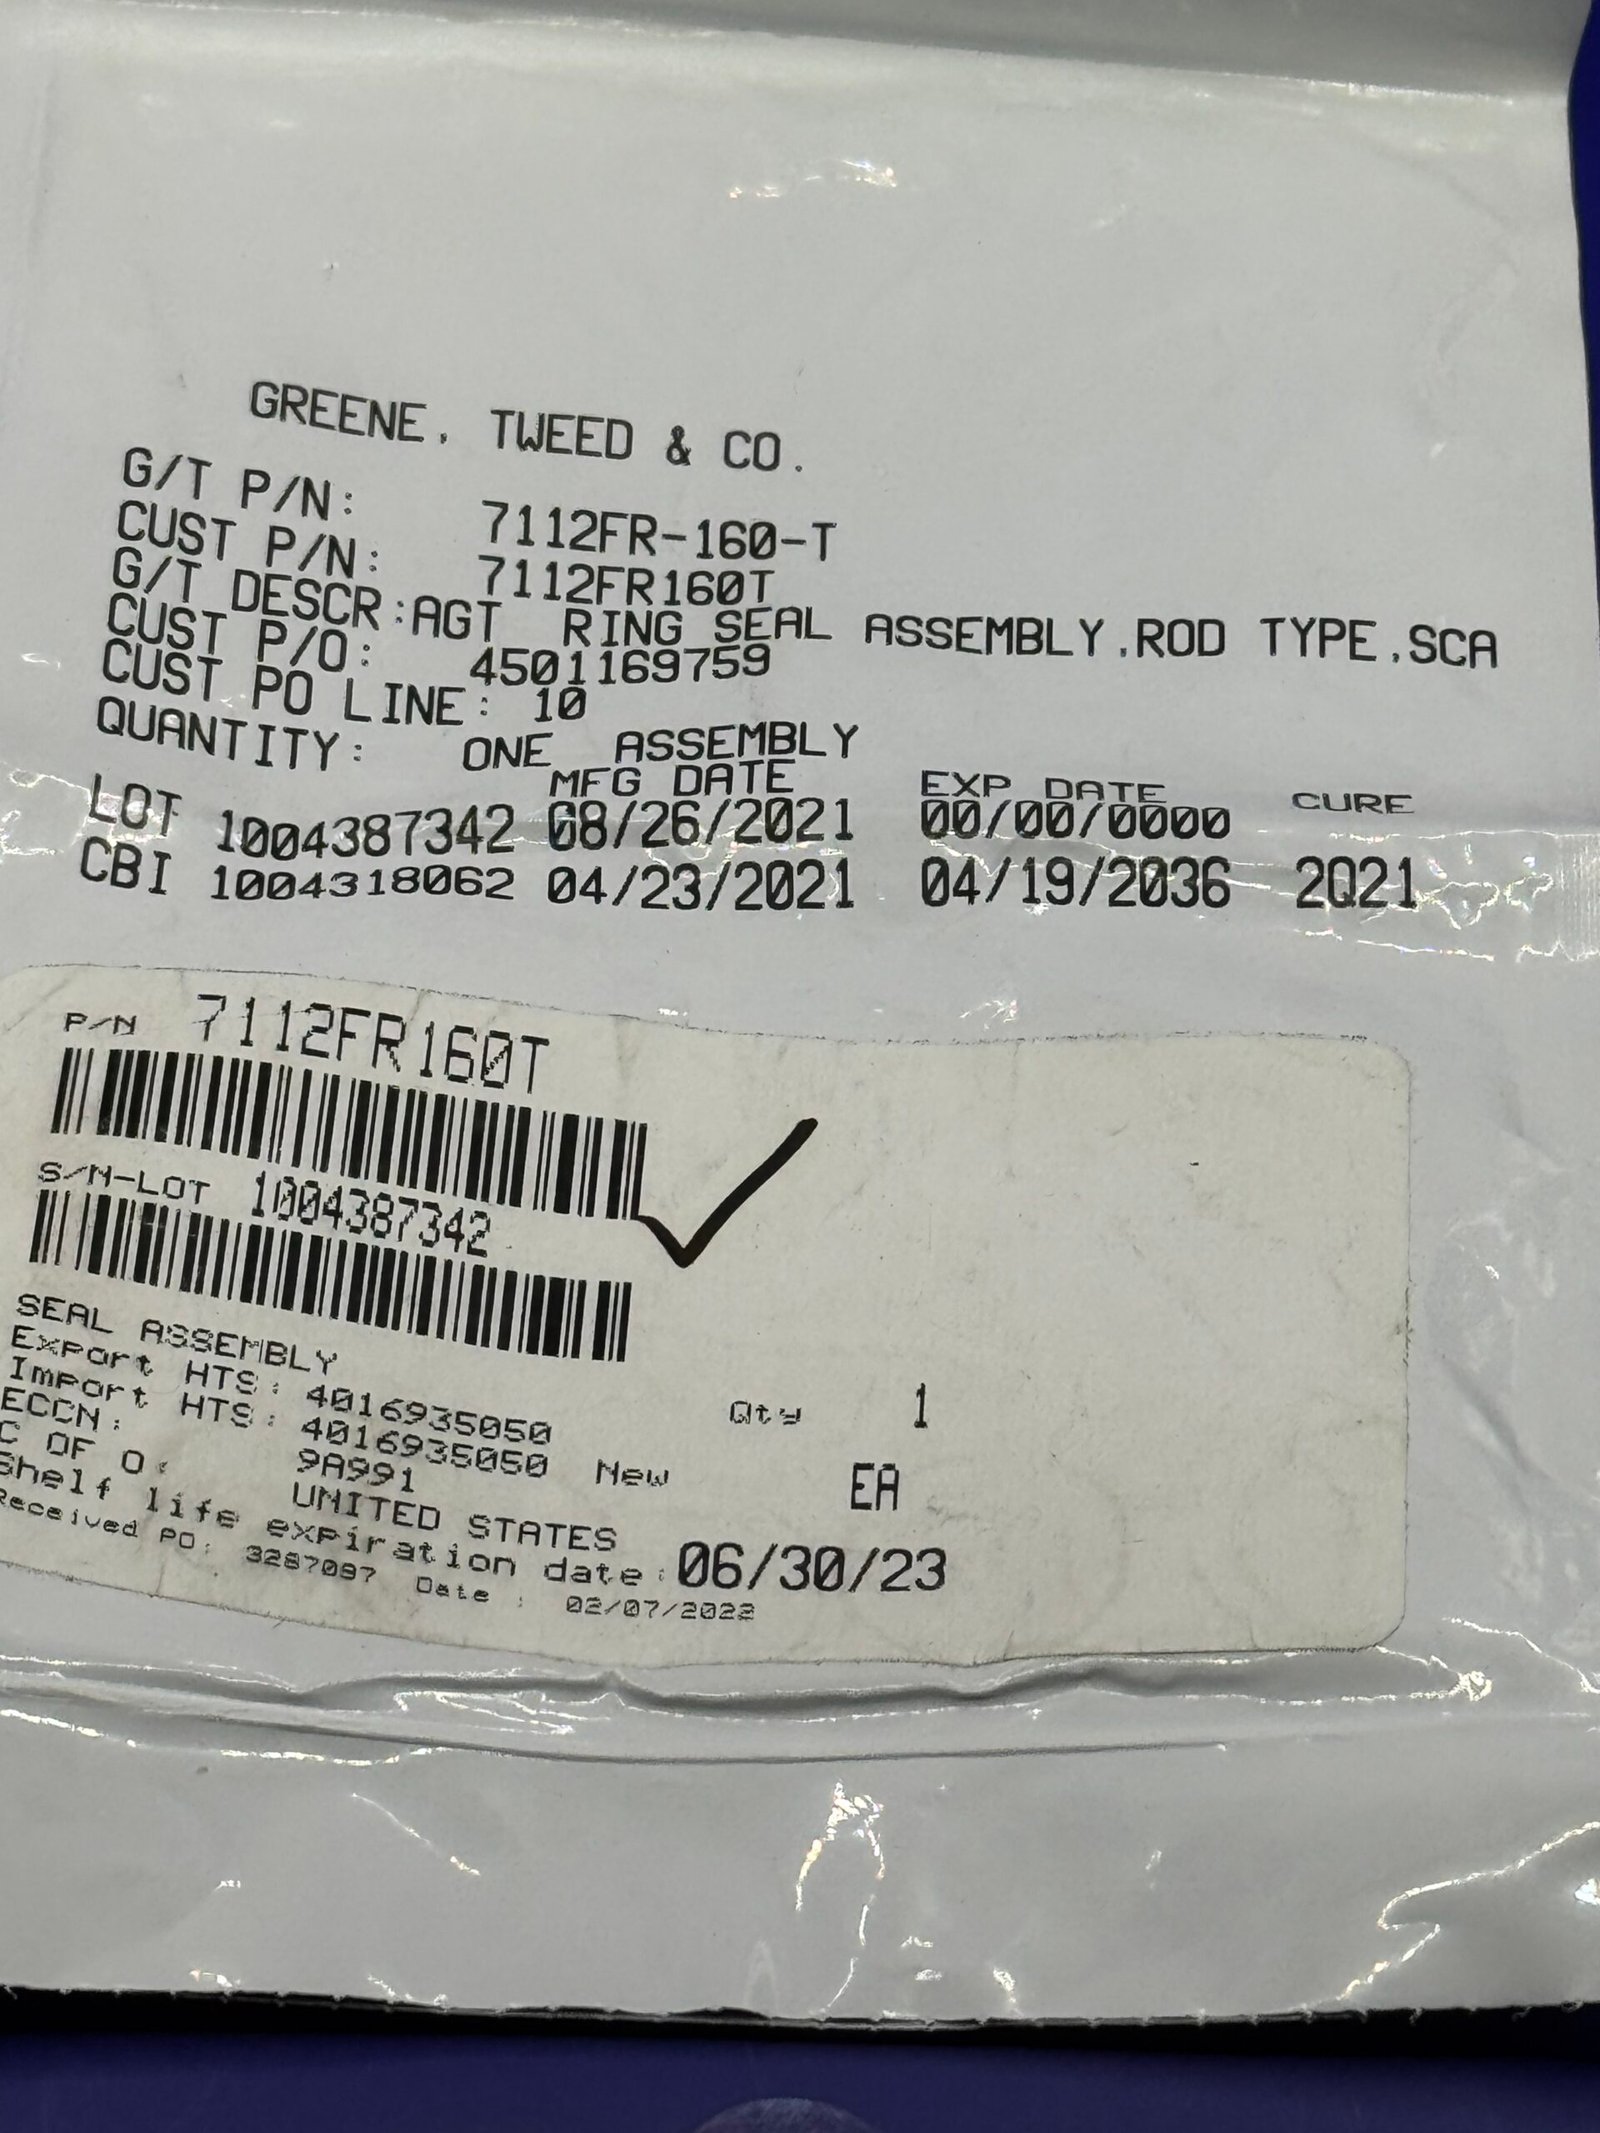 GREENE, TWEED & CO.
G/T P/N: 7112FR-160-T
CUST P/N: 7112FR160T
G/T DESCR:AGT RING SEAL ASSEMBLY,ROD TYPE,SCA
CUST P/O: 4501169759
CUST PO LINE: 10
QUANTITY: ONE ASSEMBLY
MFG DATE EXP DATE CURE
LOT 1004387342 08/26/2021 00/00/0000
CBI 1004318062 04/23/2021 04/19/2036 2Q21
P/N 7112FR160T
S/N-LOT 1004387342
SEAL ASSEMBLY
Export HTS: 4016935050 Qty 1
Import HTS: 4016935050 New EA
ECCN: 9A991
C OF O: UNITED STATES
Shelf life expiration date: 06/30/23
Received PO: 3287097 Date : 02/07/2022